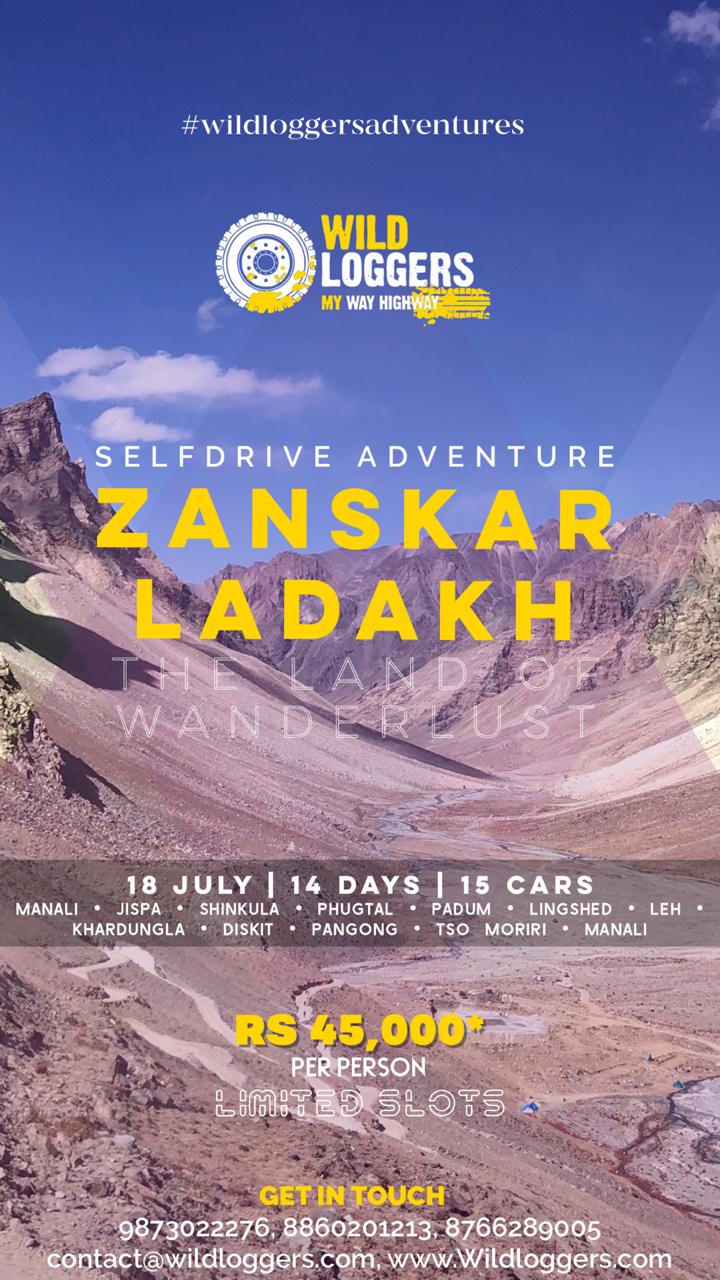 #wildloggersadventures
WILD
LOGGERS
MY WAY HIGHWAY
SELFDRIVE ADVENTURE
ZANSKAR
LADAKH
THE LAND OF
WANDERLUST
18 JULY | 14 DAYS | 15 CARS
MANALI • JISPA • SHINKULA • PHUGTAL • PADUM • LINGSHED • LEH •
KHARDUNGLA • DISKIT • PANGONG • TSO MORIRI • MANALI
RS 45,000*
PER PERSON
LIMITED SLOTS
GET IN TOUCH
9873022276, 8860201213, 8766289005
contact@wildloggers.com, www.Wildloggers.com